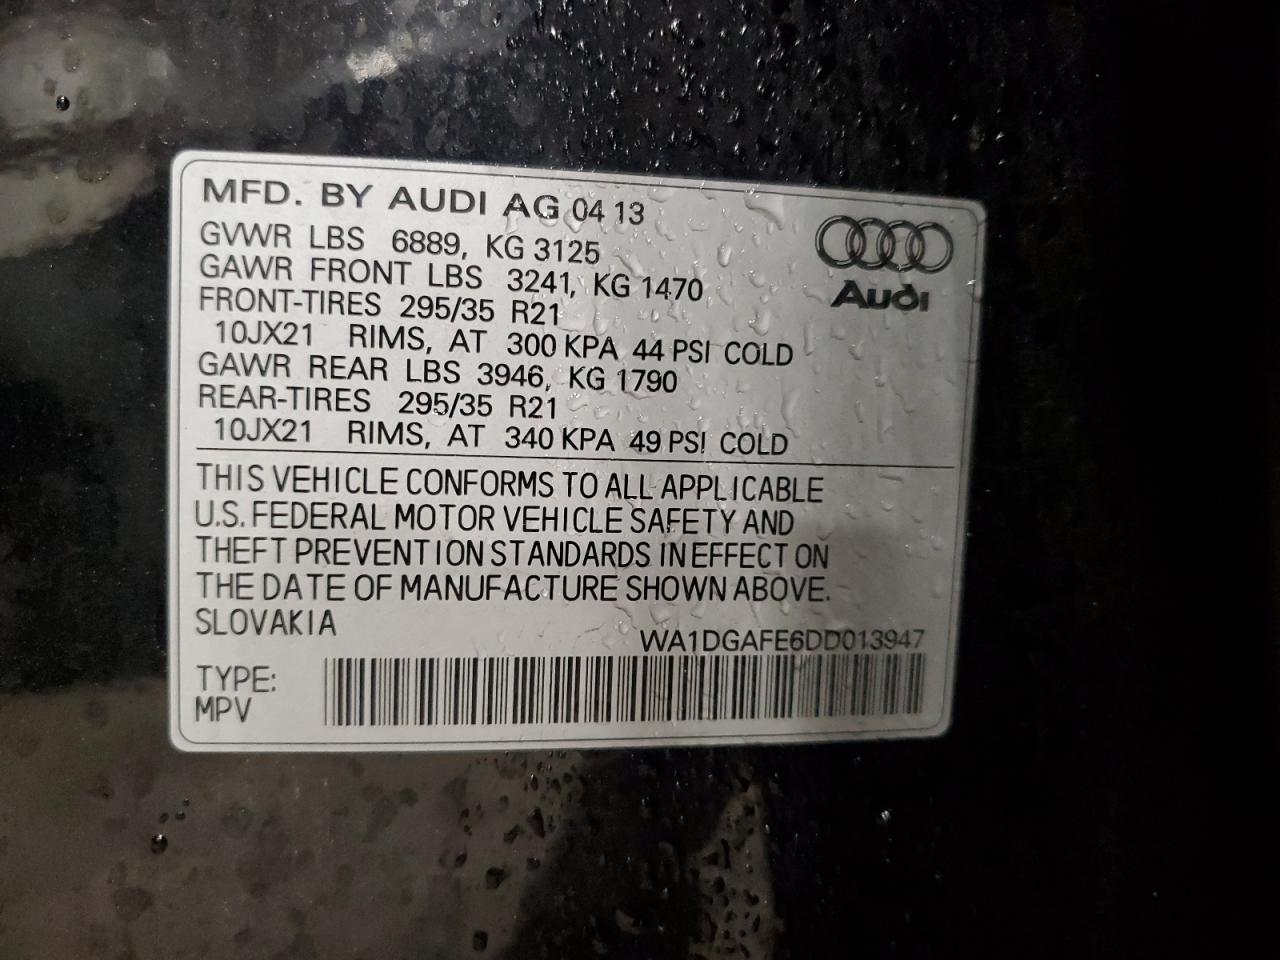 MFD. BY AUDI AG 04 13
GVWR LBS 6889, KG 3125
GAWR FRONT LBS 3241, KG 1470
FRONT-TIRES 295/35 R21
10JX21 RIMS, AT 300 KPA 44 PSI COLD
GAWR REAR LBS 3946, KG 1790
REAR-TIRES 295/35 R21
10JX21 RIMS, AT 340 KPA 49 PSI COLD
Audi
THIS VEHICLE CONFORMS TO ALL APPLICABLE
U.S. FEDERAL MOTOR VEHICLE SAFETY AND
THEFT PREVENTION STANDARDS IN EFFECT ON
THE DATE OF MANUFACTURE SHOWN ABOVE.
SLOVAKIA
WA1DGAFE6DD013947
TYPE:
MPV